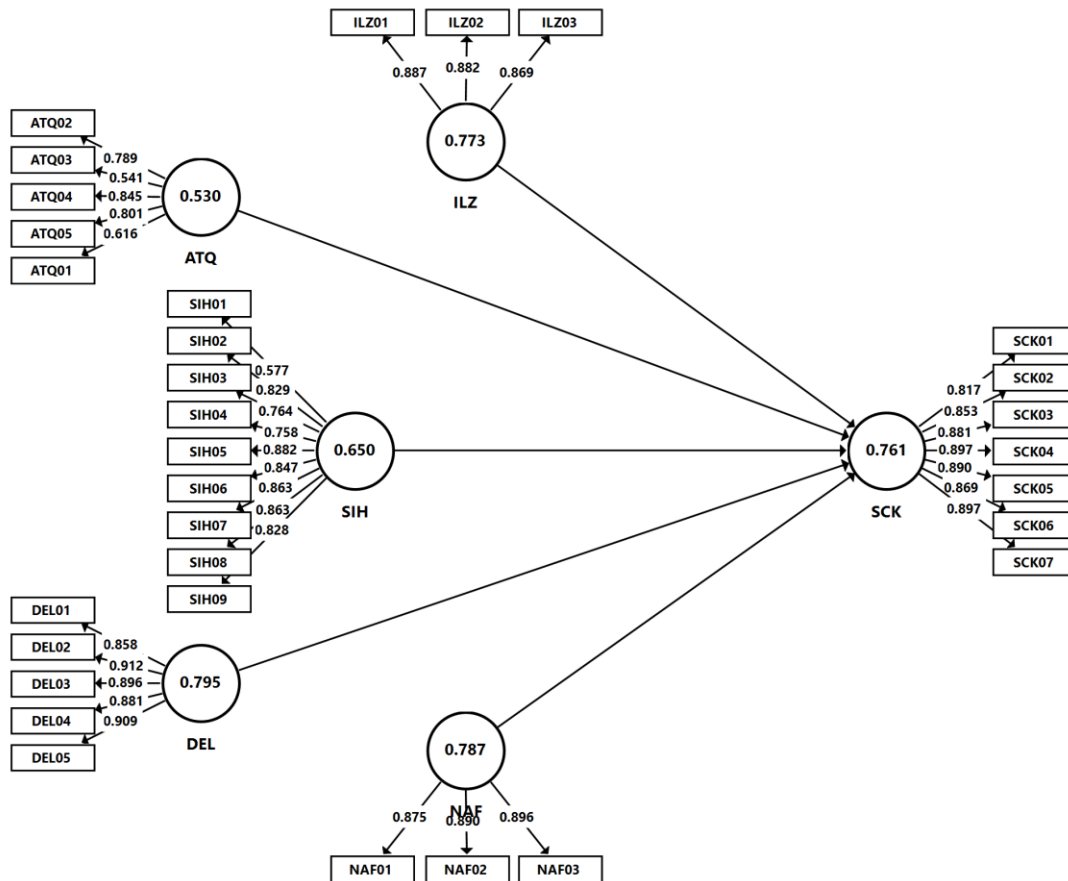 ILZ01
ILZ02
ILZ03
0.887
0.882
0.869
0.773
ILZ
ATQ02
ATQ03
ATQ04
ATQ05
ATQ01
0.789
0.541
0.845
0.801
0.616
0.530
ATQ
SIH01
SIH02
SIH03
SIH04
SIH05
SIH06
SIH07
SIH08
SIH09
0.577
0.829
0.764
0.758
0.882
0.847
0.863
0.863
0.828
0.650
SIH
0.761
SCK
0.817
0.853
0.881
0.897
0.890
0.869
0.897
SCK01
SCK02
SCK03
SCK04
SCK05
SCK06
SCK07
DEL01
DEL02
DEL03
DEL04
DEL05
0.858
0.912
0.896
0.881
0.909
0.795
DEL
0.787
NAF
0.875
0.890
0.896
NAF01
NAF02
NAF03